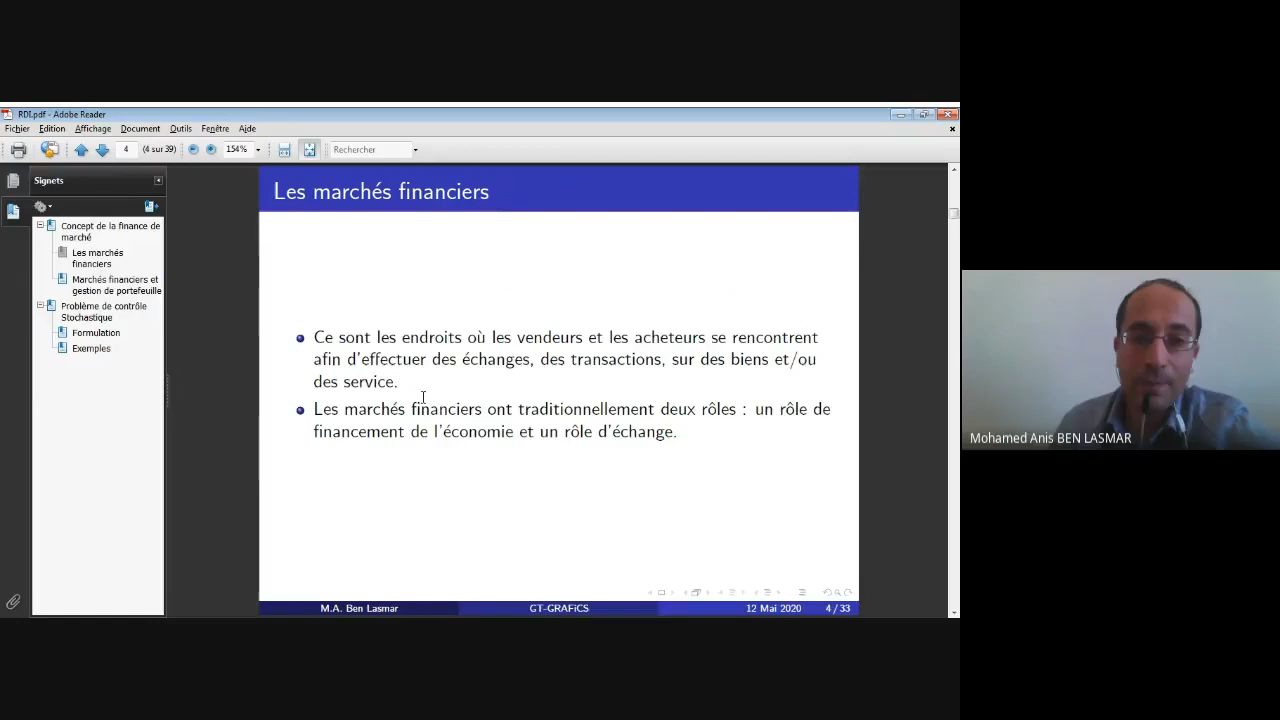 RDI.pdf - Adobe Reader
Fichier Edition Affichage Document Outils Fenêtre Aide
4 (4 sur 39) 154% Rechercher
Signets
Concept de la finance de
marché
Les marchés
financiers
Marchés financiers et
gestion de portefeuille
Problème de contrôle
Stochastique
Formulation
Exemples
Les marchés financiers
Ce sont les endroits où les vendeurs et les acheteurs se rencontrent
afin d'effectuer des échanges, des transactions, sur des biens et/ou
des service.
Les marchés financiers ont traditionnellement deux rôles : un rôle de
financement de l'économie et un rôle d'échange.
M.A. Ben Lasmar GT-GRAFiCS 12 Mai 2020 4 / 33
Mohamed Anis BEN LASMAR